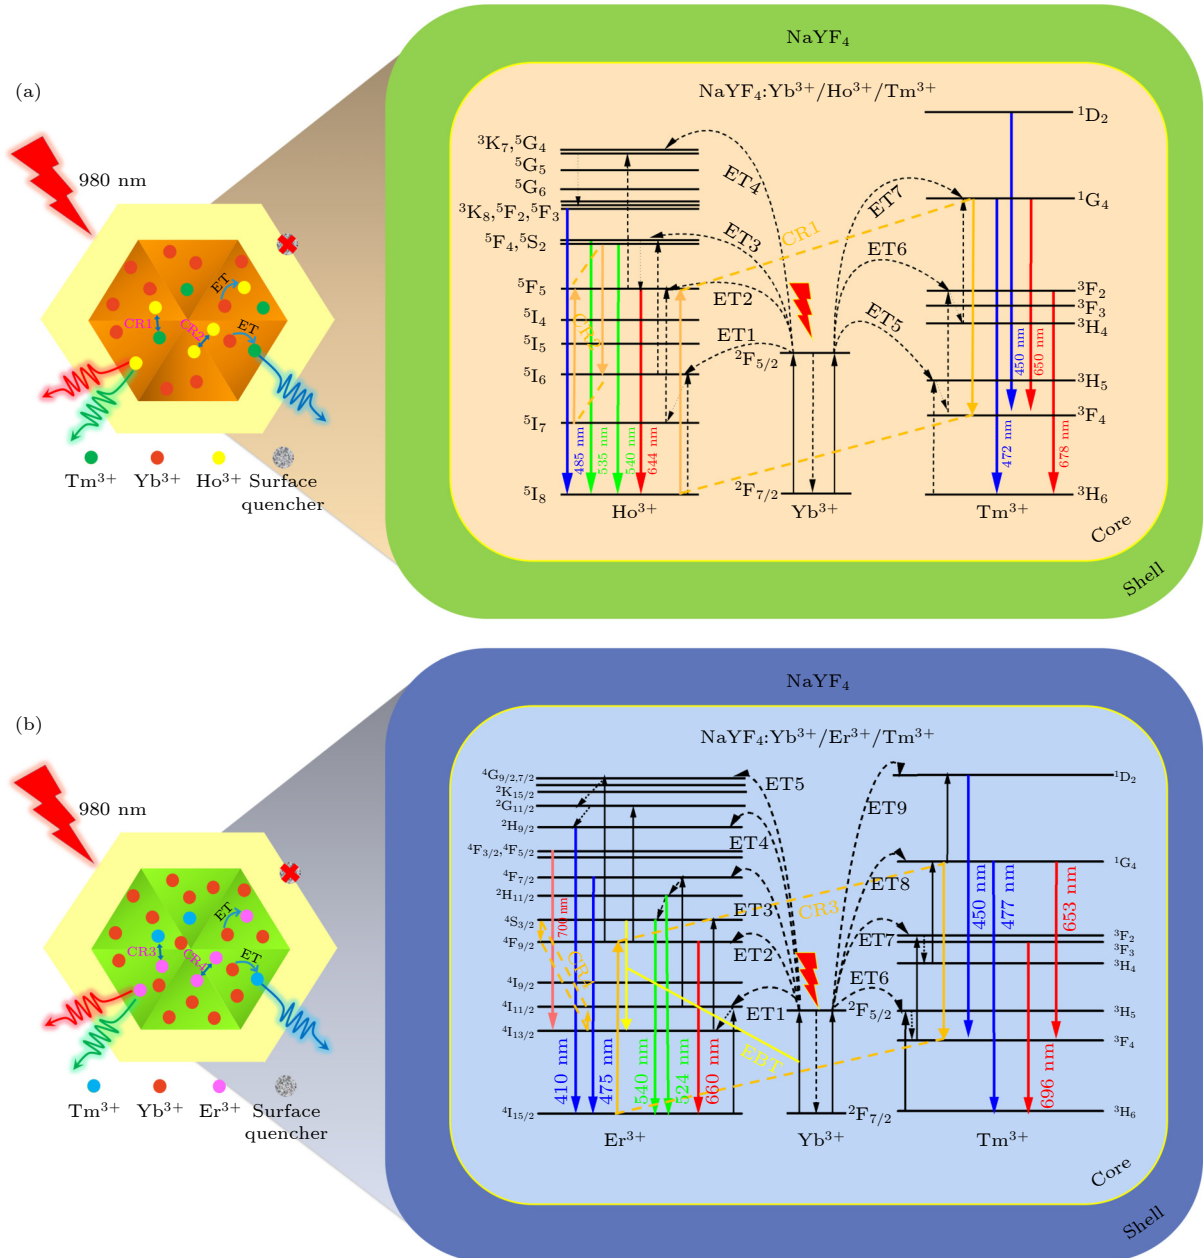 (a)
980 nm
ET
CR1
CR2
ET
Tm³⁺ Yb³⁺ Ho³⁺ Surface quencher
NaYF₄
NaYF₄:Yb³⁺/Ho³⁺/Tm³⁺
³K₇,⁵G₄
⁵G₅
⁵G₆
³K₈,⁵F₂,⁵F₃
⁵F₄,⁵S₂
⁵F₅
⁵I₄
⁵I₅
⁵I₆
⁵I₇
⁵I₈
485 nm
535 nm
540 nm
644 nm
Ho³⁺
ET4
ET3
ET2
ET1
CR1
ET7
ET6
ET5
²F₅/₂
²F₇/₂
Yb³⁺
¹D₂
¹G₄
³F₂
³F₃
³H₄
³H₅
³F₄
³H₆
450 nm
650 nm
472 nm
678 nm
Tm³⁺
Core
Shell
(b)
980 nm
ET
CR3
CR4
ET
Tm³⁺ Yb³⁺ Er³⁺ Surface quencher
NaYF₄
NaYF₄:Yb³⁺/Er³⁺/Tm³⁺
⁴G₉/₂,₇/₂
²K₁₅/₂
²G₁₁/₂
²H₉/₂
⁴F₃/₂,⁴F₅/₂
⁴F₇/₂
²H₁₁/₂
⁴S₃/₂
⁴F₉/₂
⁴I₉/₂
⁴I₁₁/₂
⁴I₁₃/₂
⁴I₁₅/₂
700 nm
410 nm
475 nm
540 nm
524 nm
660 nm
Er³⁺
ET5
ET4
ET3
ET2
ET1
CR3
EBT
ET9
ET8
ET7
ET6
²F₅/₂
²F₇/₂
Yb³⁺
¹D₂
¹G₄
³F₂
³F₃
³H₄
³H₅
³F₄
³H₆
450 nm
477 nm
653 nm
696 nm
Tm³⁺
Core
Shell